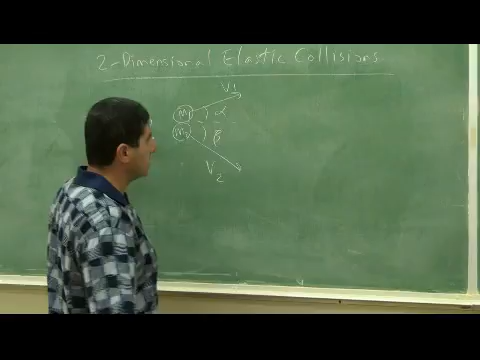 2-Dimensional Elastic Collisions
V1
m1 ) α
m2 ) β
V2